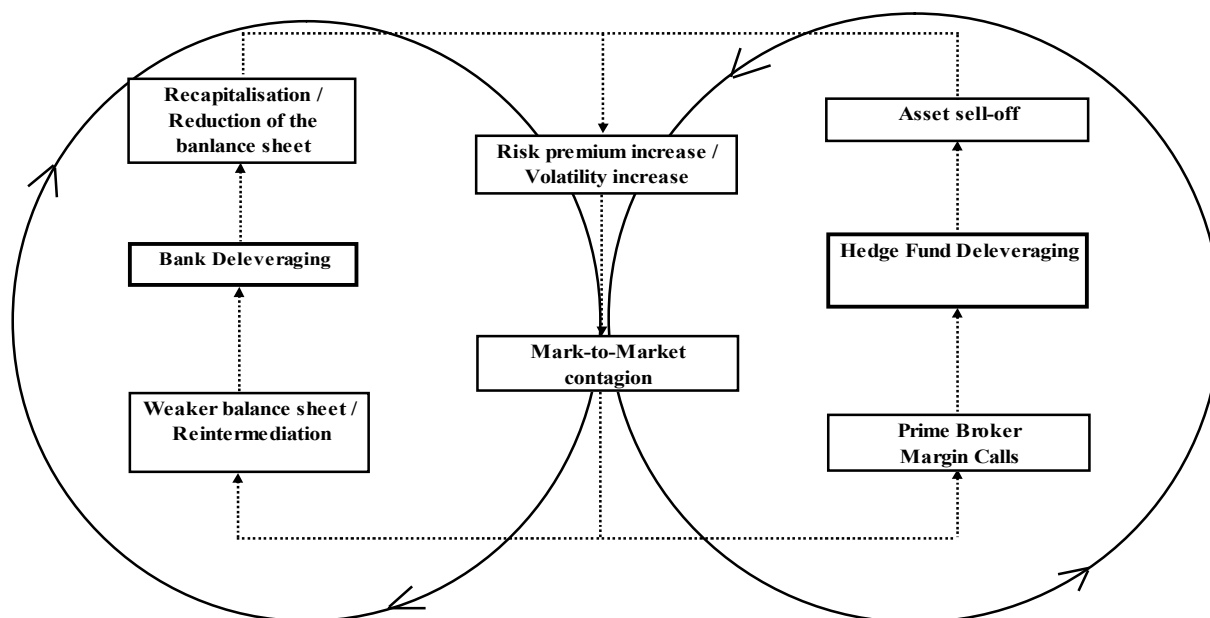 Recapitalisation /
Reduction of the
banlance sheet
Asset sell-off
Risk premium increase /
Volatility increase
Bank Deleveraging
Hedge Fund Deleveraging
Mark-to-Market
contagion
Weaker balance sheet /
Reintermediation
Prime Broker
Margin Calls